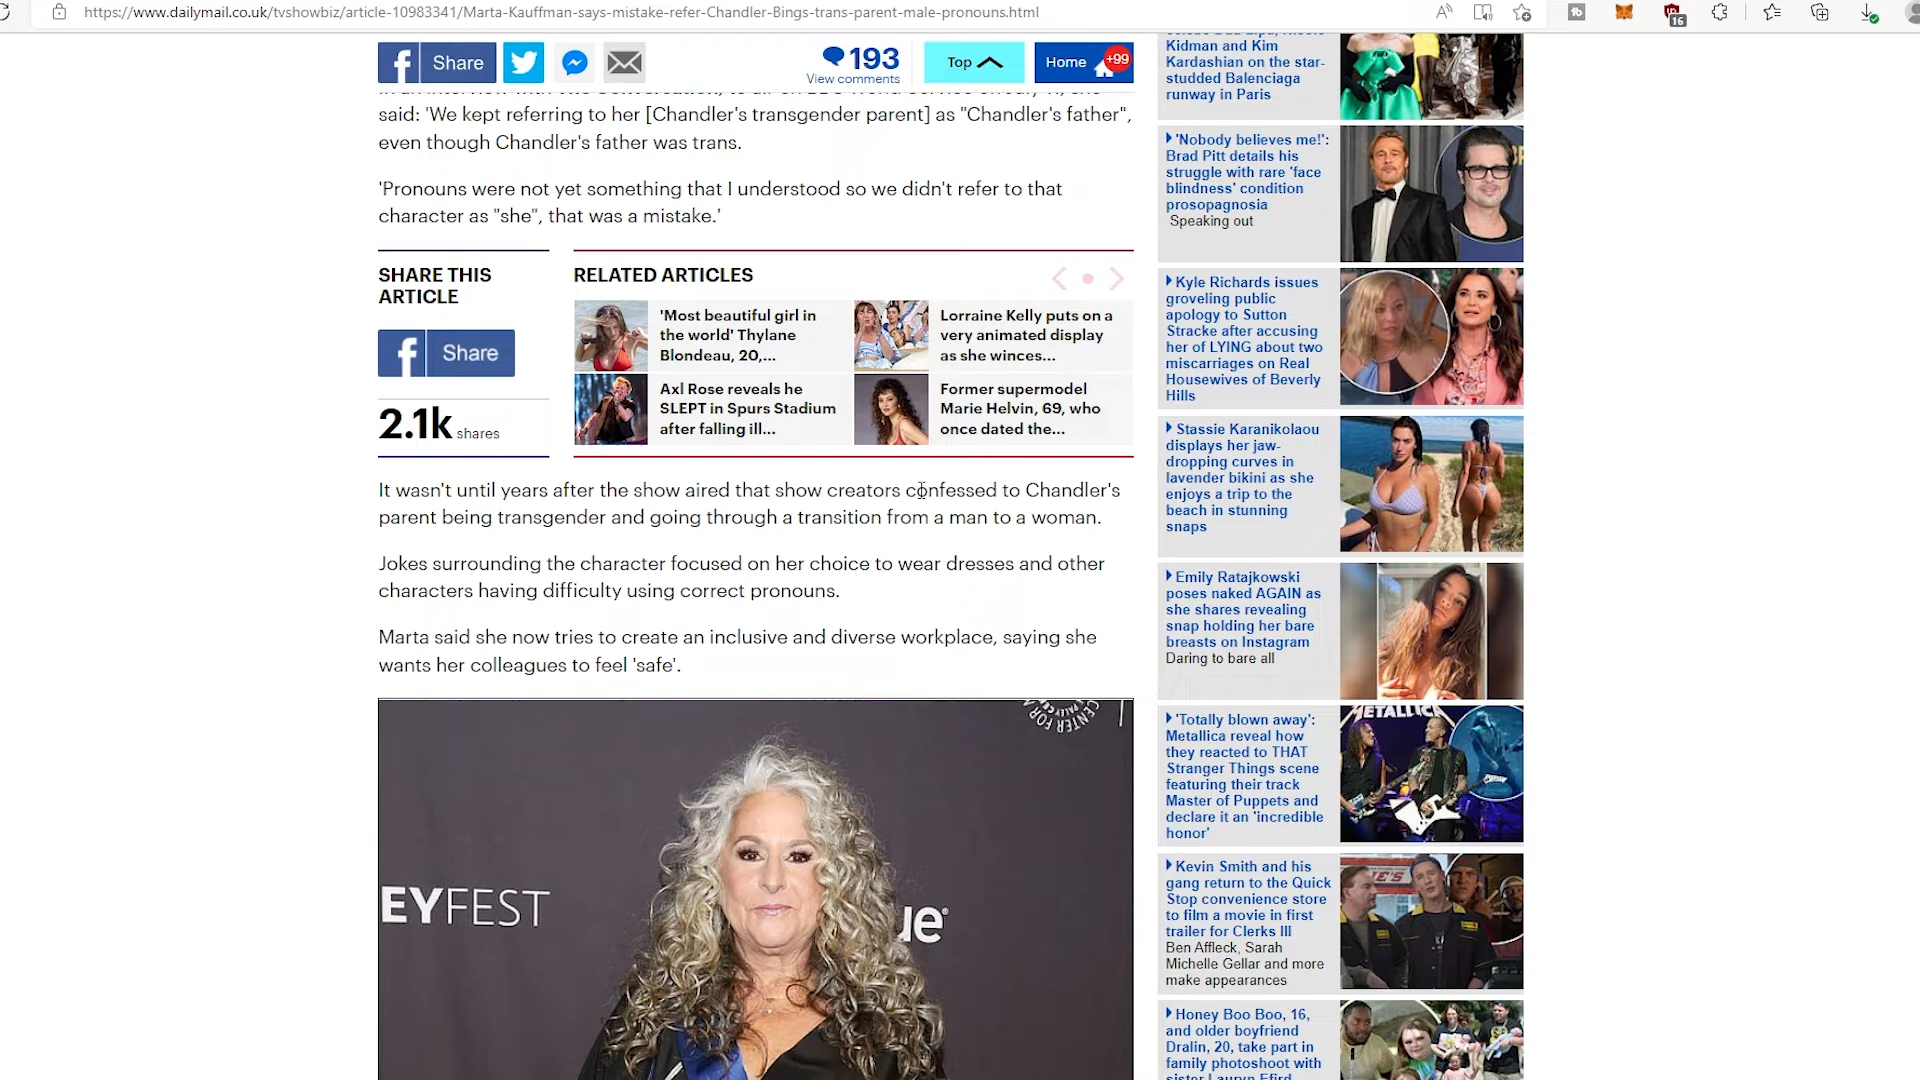 https://www.dailymail.co.uk/tvshowbiz/article-10983341/Marta-Kauffman-says-mistake-refer-Chandler-Bings-trans-parent-male-pronouns.html
16
Share
193
View comments
Top
Home
+99
said: 'We kept referring to her [Chandler's transgender parent] as "Chandler's father",
even though Chandler's father was trans.
'Pronouns were not yet something that I understood so we didn't refer to that
character as "she", that was a mistake.'
SHARE THIS
ARTICLE
Share
2.1k shares
RELATED ARTICLES
'Most beautiful girl in
the world' Thylane
Blondeau, 20,...
Lorraine Kelly puts on a
very animated display
as she winces...
Axl Rose reveals he
SLEPT in Spurs Stadium
after falling ill...
Former supermodel
Marie Helvin, 69, who
once dated the...
It wasn't until years after the show aired that show creators confessed to Chandler's
parent being transgender and going through a transition from a man to a woman.
Jokes surrounding the character focused on her choice to wear dresses and other
characters having difficulty using correct pronouns.
Marta said she now tries to create an inclusive and diverse workplace, saying she
wants her colleagues to feel 'safe'.
CENTER FOR
EYFEST
ue
Kidman and Kim
Kardashian on the star-
studded Balenciaga
runway in Paris
'Nobody believes me!':
Brad Pitt details his
struggle with rare 'face
blindness' condition
prosopagnosia
Speaking out
Kyle Richards issues
groveling public
apology to Sutton
Stracke after accusing
her of LYING about two
miscarriages on Real
Housewives of Beverly
Hills
Stassie Karanikolaou
displays her jaw-
dropping curves in
lavender bikini as she
enjoys a trip to the
beach in stunning
snaps
Emily Ratajkowski
poses naked AGAIN as
she shares revealing
snap holding her bare
breasts on Instagram
Daring to bare all
'Totally blown away':
Metallica reveal how
they reacted to THAT
Stranger Things scene
featuring their track
Master of Puppets and
declare it an 'incredible
honor'
METALLICA
Kevin Smith and his
gang return to the Quick
Stop convenience store
to film a movie in first
trailer for Clerks III
Ben Affleck, Sarah
Michelle Gellar and more
make appearances
Honey Boo Boo, 16,
and older boyfriend
Dralin, 20, take part in
family photoshoot with
sister Lauryn Efird